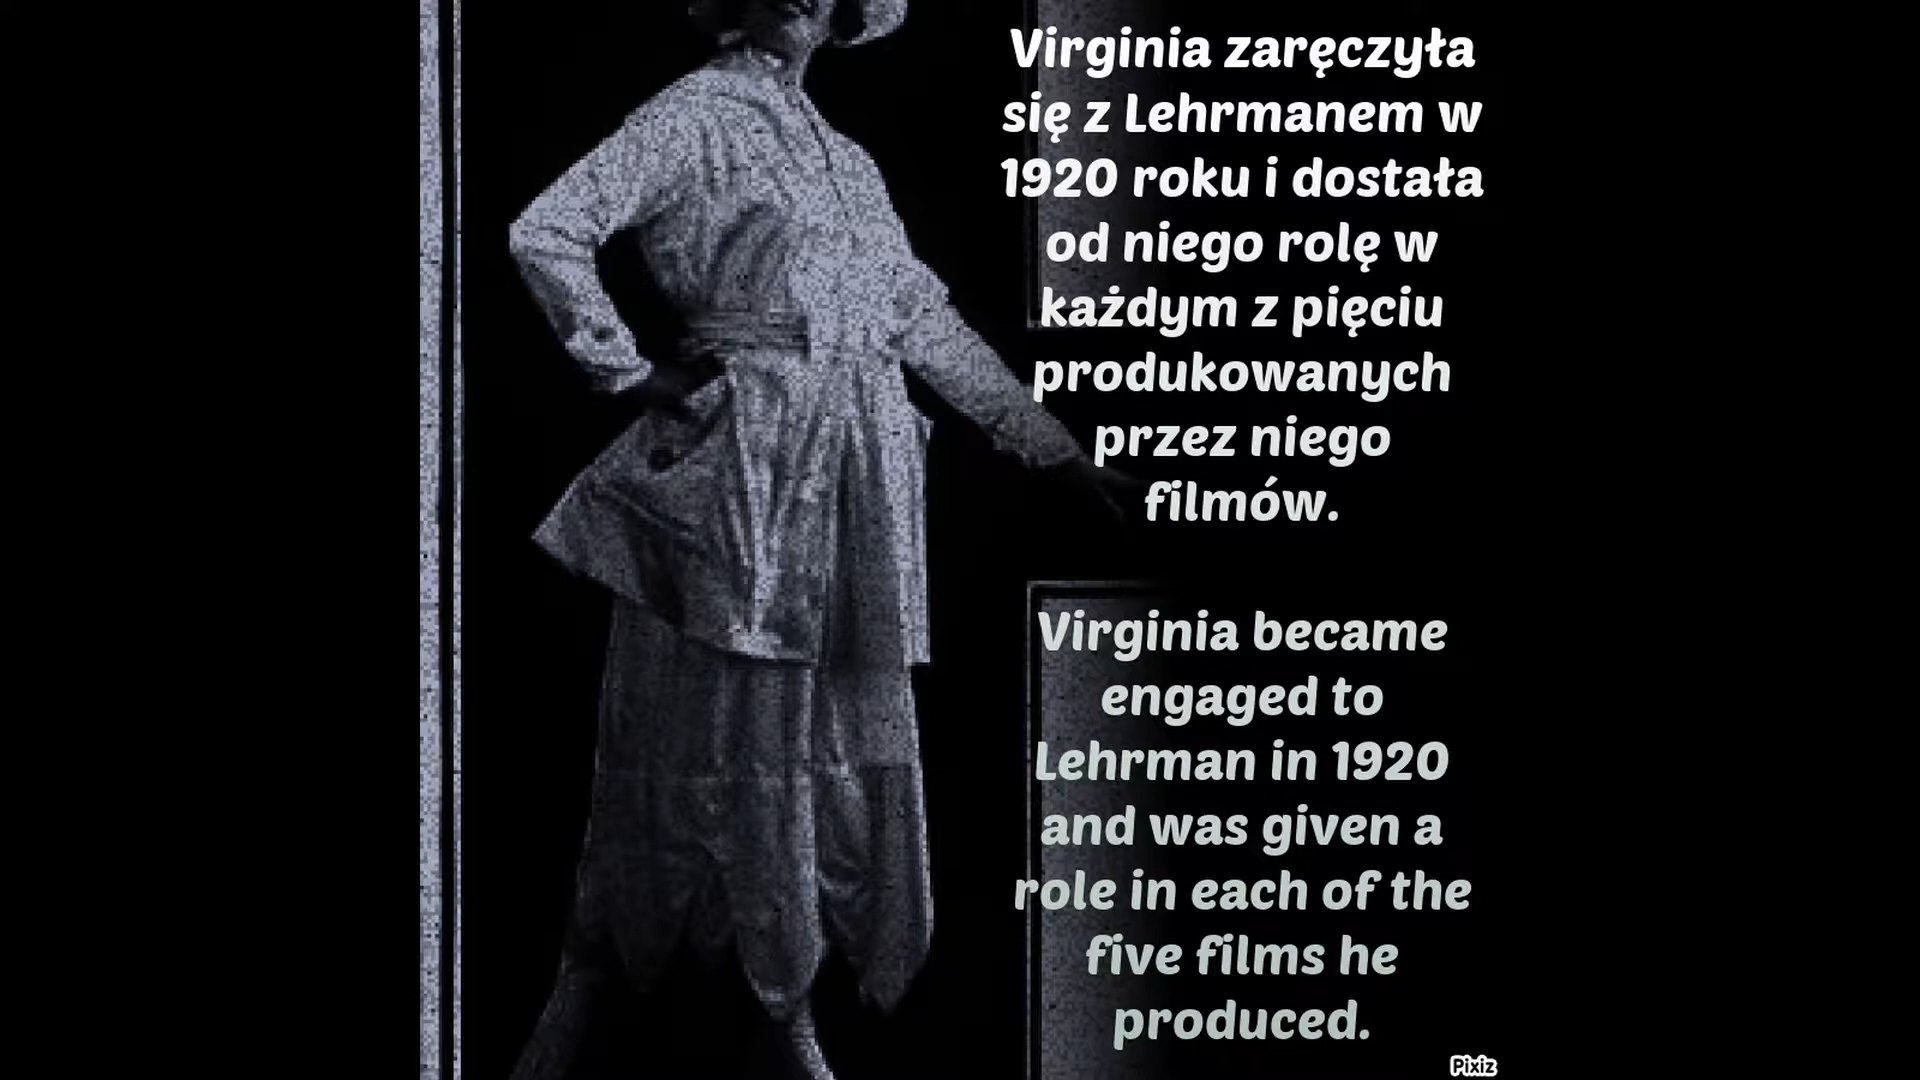 Virginia zaręczyła
się z Lehrmanem w
1920 roku i dostała
od niego rolę w
każdym z pięciu
produkowanych
przez niego
filmów.
Virginia became
engaged to
Lehrman in 1920
and was given a
role in each of the
five films he
produced.
Pixiz